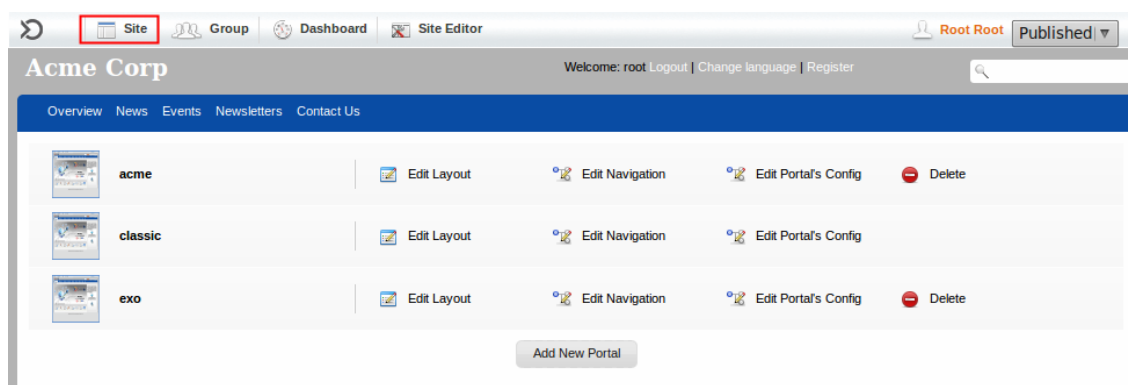 Site Group Dashboard Site Editor Root Root Published
Acme Corp Welcome: root Logout | Change language | Register
Overview News Events Newsletters Contact Us
acme Edit Layout Edit Navigation Edit Portal's Config Delete
classic Edit Layout Edit Navigation Edit Portal's Config
exo Edit Layout Edit Navigation Edit Portal's Config Delete
Add New Portal